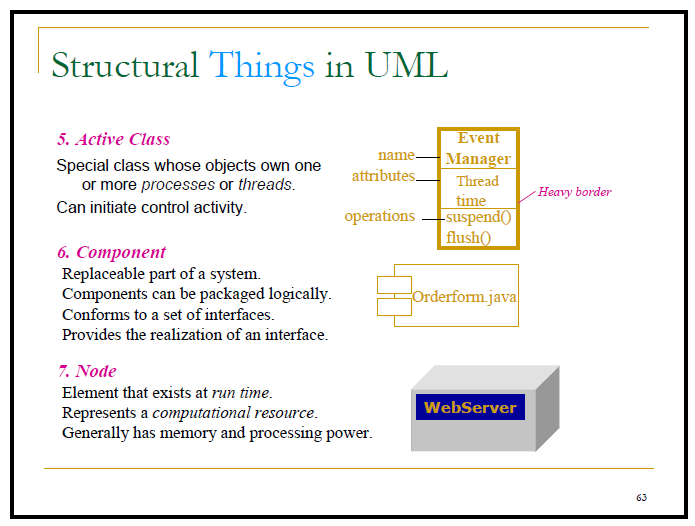 Structural Things in UML
5. Active Class
Special class whose objects own one
or more processes or threads.
Can initiate control activity.
name
attributes
operations
Event
Manager
Thread
time
suspend()
flush()
Heavy border
6. Component
Replaceable part of a system.
Components can be packaged logically.
Conforms to a set of interfaces.
Provides the realization of an interface.
Orderform.java
7. Node
Element that exists at run time.
Represents a computational resource.
Generally has memory and processing power.
WebServer
63